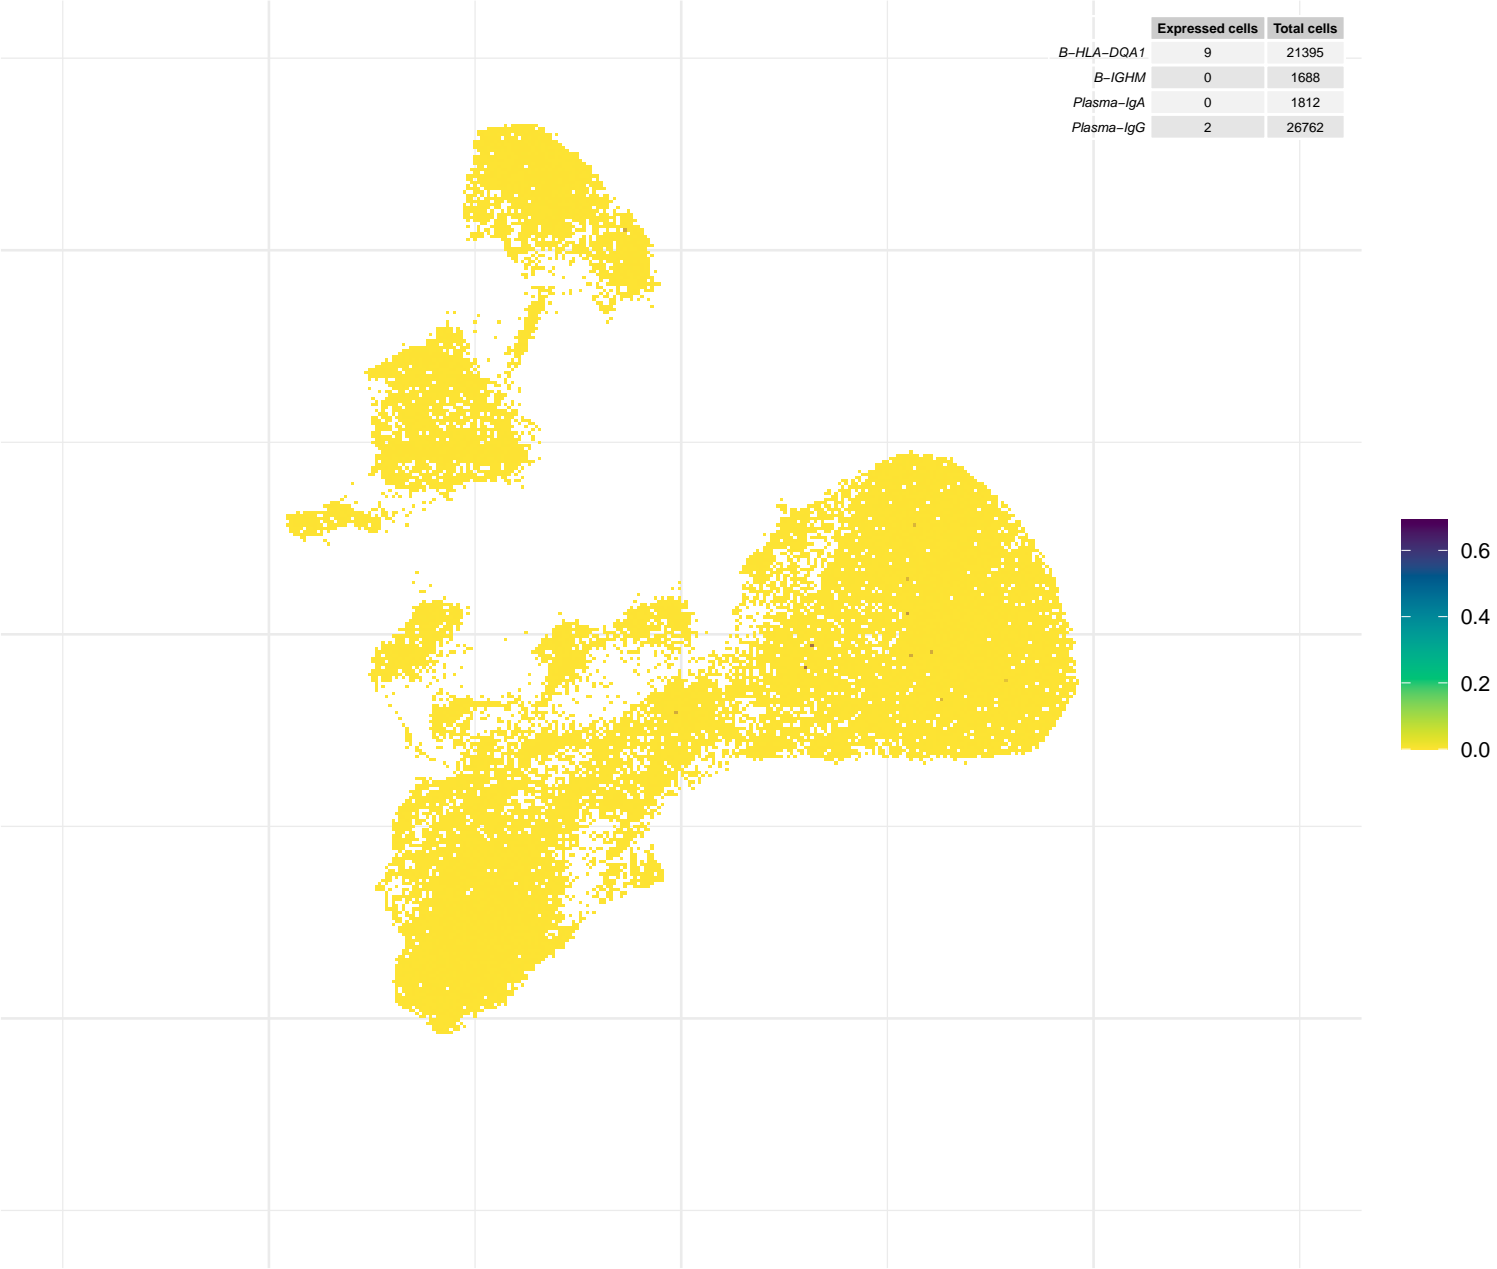 Expressed cells Total cells
B−HLA−DQA1 9 21395
B−IGHM 0 1688
Plasma−IgA 0 1812
Plasma−IgG 2 26762
0.6
0.4
0.2
0.0